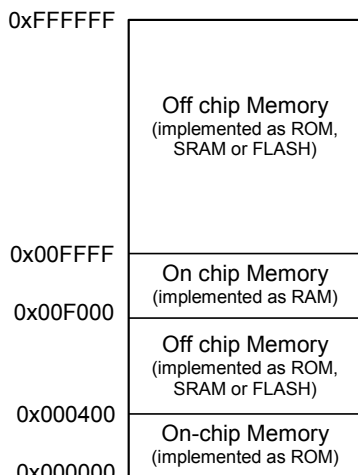 0xFFFFFF
Off chip Memory
(implemented as ROM,
SRAM or FLASH)
0x00FFFF
On chip Memory
(implemented as RAM)
0x00F000
Off chip Memory
(implemented as ROM,
SRAM or FLASH)
0x000400
On-chip Memory
(implemented as ROM)
0x000000